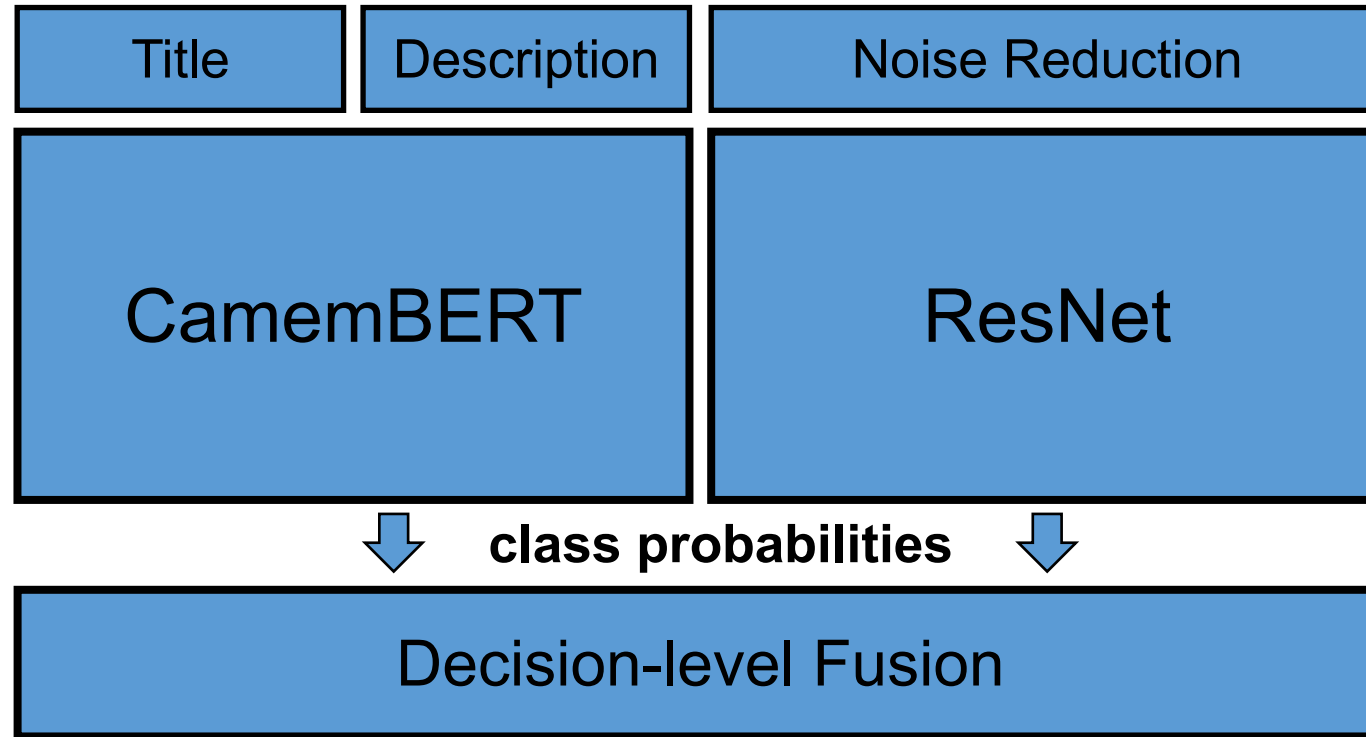 Title
Description
Noise Reduction
CamemBERT
ResNet
class probabilities
Decision-level Fusion